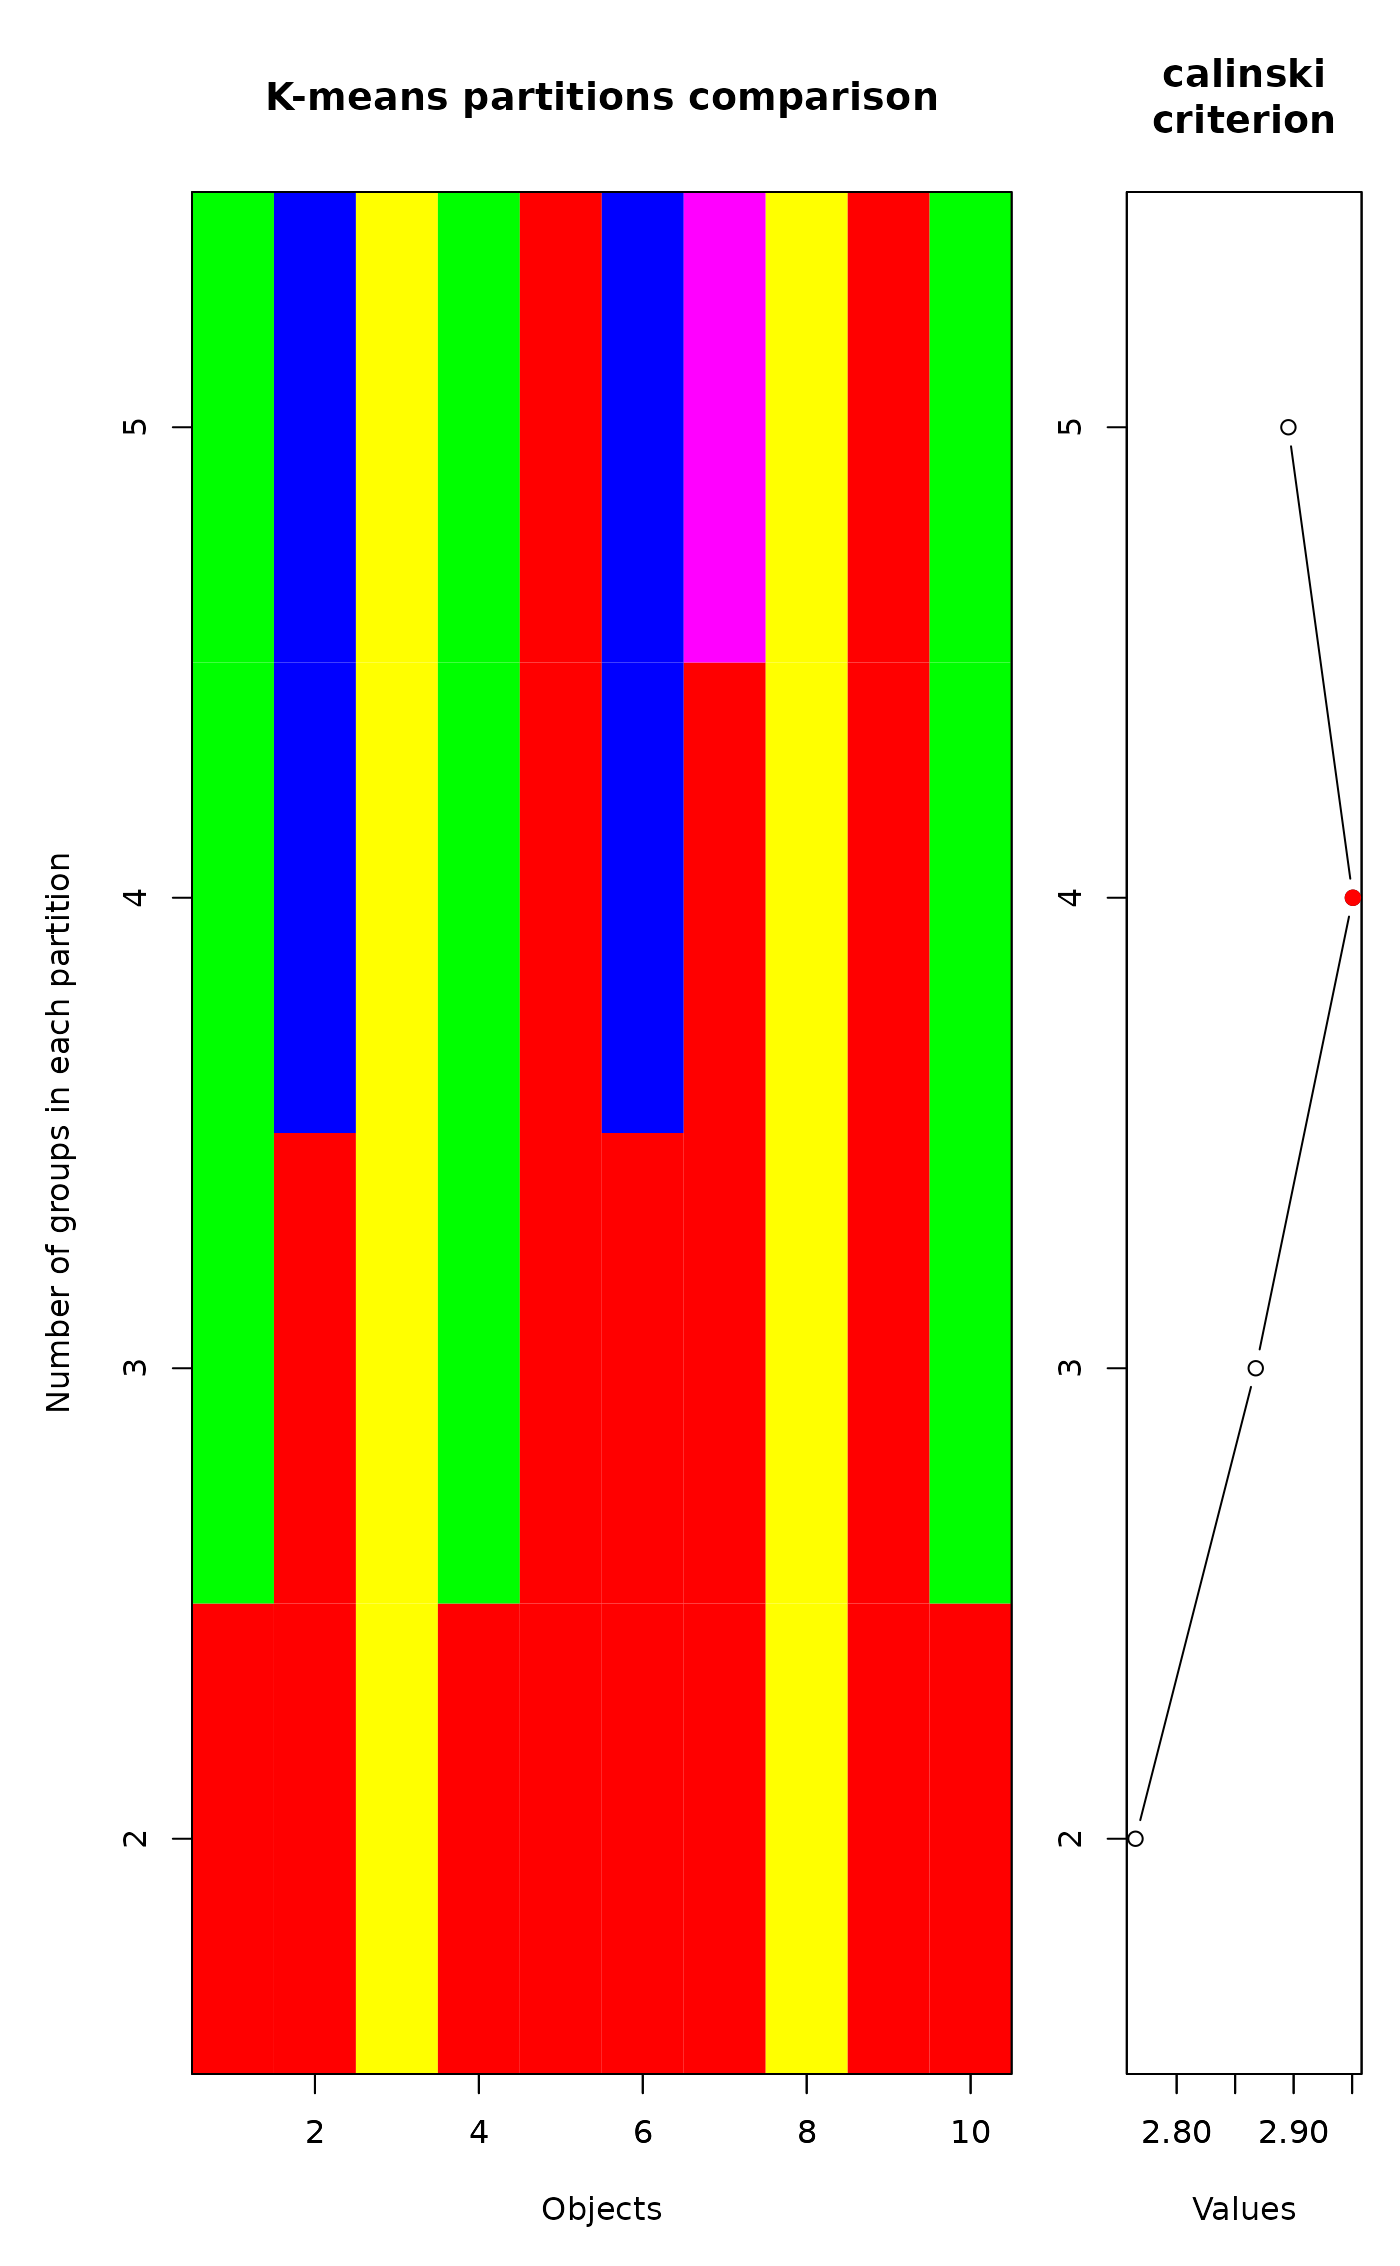 K-means partitions comparison
calinski
criterion
Number of groups in each partition
5
4
3
2
2 4 6 8 10
Objects
5
4
3
2
2.80 2.90
Values